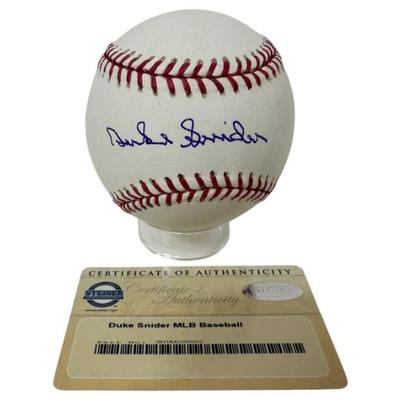 Duke Snider
CERTIFICATE OF AUTHENTICITY
STEINER
Certificate of
Authenticity
Duke Snider MLB Baseball